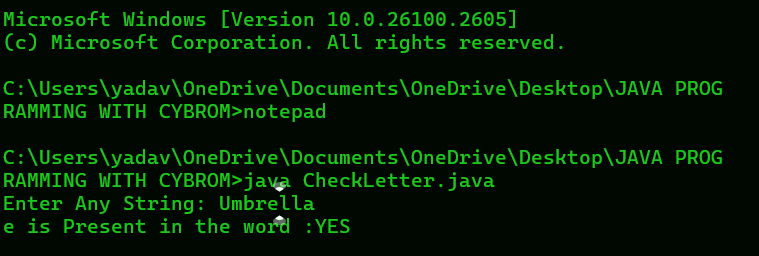 Microsoft Windows [Version 10.0.26100.2605]
(c) Microsoft Corporation. All rights reserved.
C:\Users\yadav\OneDrive\Documents\OneDrive\Desktop\JAVA PROG
RAMMING WITH CYBROM>notepad
C:\Users\yadav\OneDrive\Documents\OneDrive\Desktop\JAVA PROG
RAMMING WITH CYBROM>java CheckLetter.java
Enter Any String: Umbrella
e is Present in the word :YES